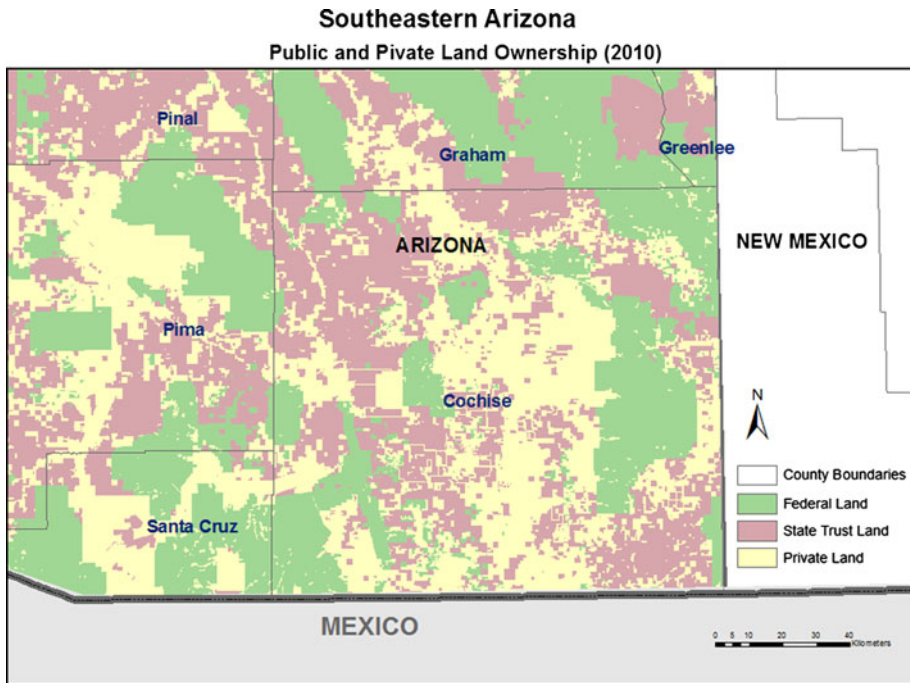 Southeastern Arizona
Public and Pivate Land Ownership (2010)
Pinal
Graham
Greenlee
ARIZONA
NEW MEXICO
Pima
Cochise
N
County Boundaries
Federal Land
State Trust Land
Private Land
Santa Cruz
MEXICO
0 5 10 20 30 40
Kilometers